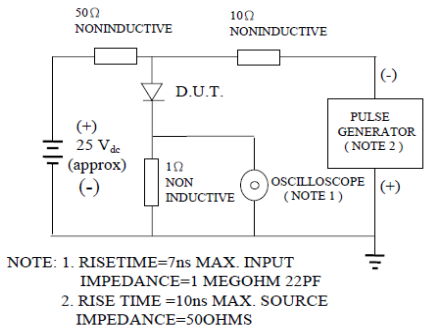 50Ω
NONINDUCTIVE
10Ω
NONINDUCTIVE
(-)
D.U.T.
PULSE
GENERATOR
( NOTE 2 )
(+)
25 Vdc
(approx)
(-)
1Ω
NON
INDUCTIVE
OSCILLOSCOPE
( NOTE 1 )
(+)
NOTE: 1. RISETIME=7ns MAX. INPUT
IMPEDANCE=1 MEGOHM 22PF
2. RISE TIME =10ns MAX. SOURCE
IMPEDANCE=50OHMS